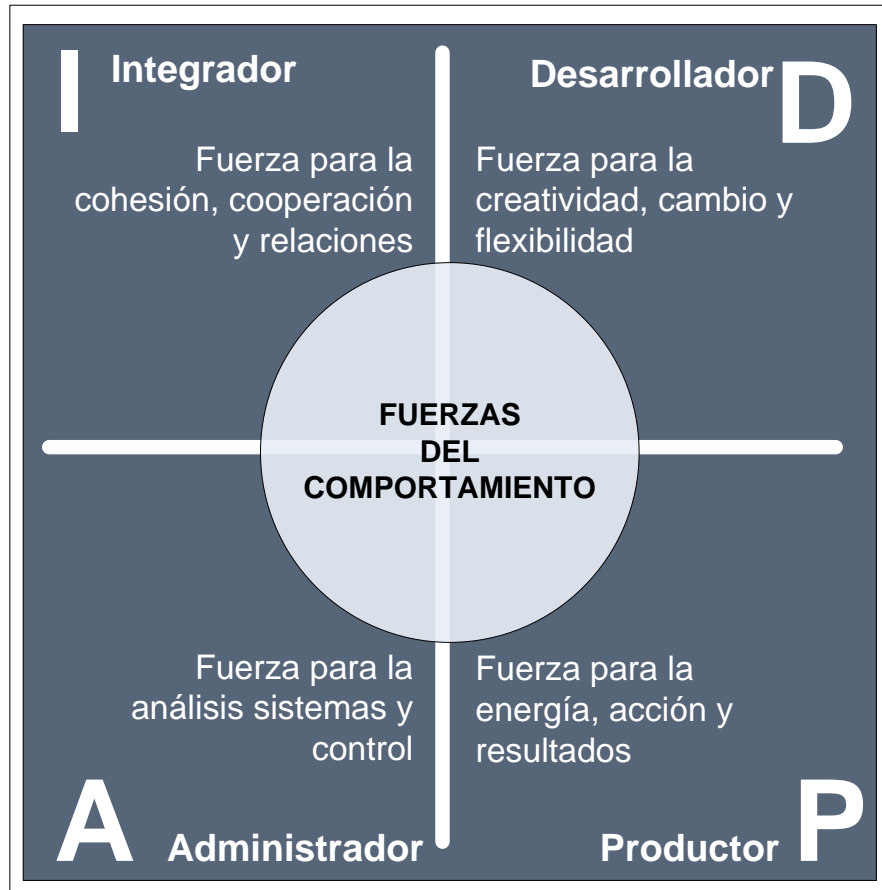 I Integrador
Fuerza para la
cohesión, cooperación
y relaciones
Desarrollador D
Fuerza para la
creatividad, cambio y
flexibilidad
FUERZAS
DEL
COMPORTAMIENTO
Fuerza para la
análisis sistemas y
control
A Administrador
Fuerza para la
energía, acción y
resultados
Productor P